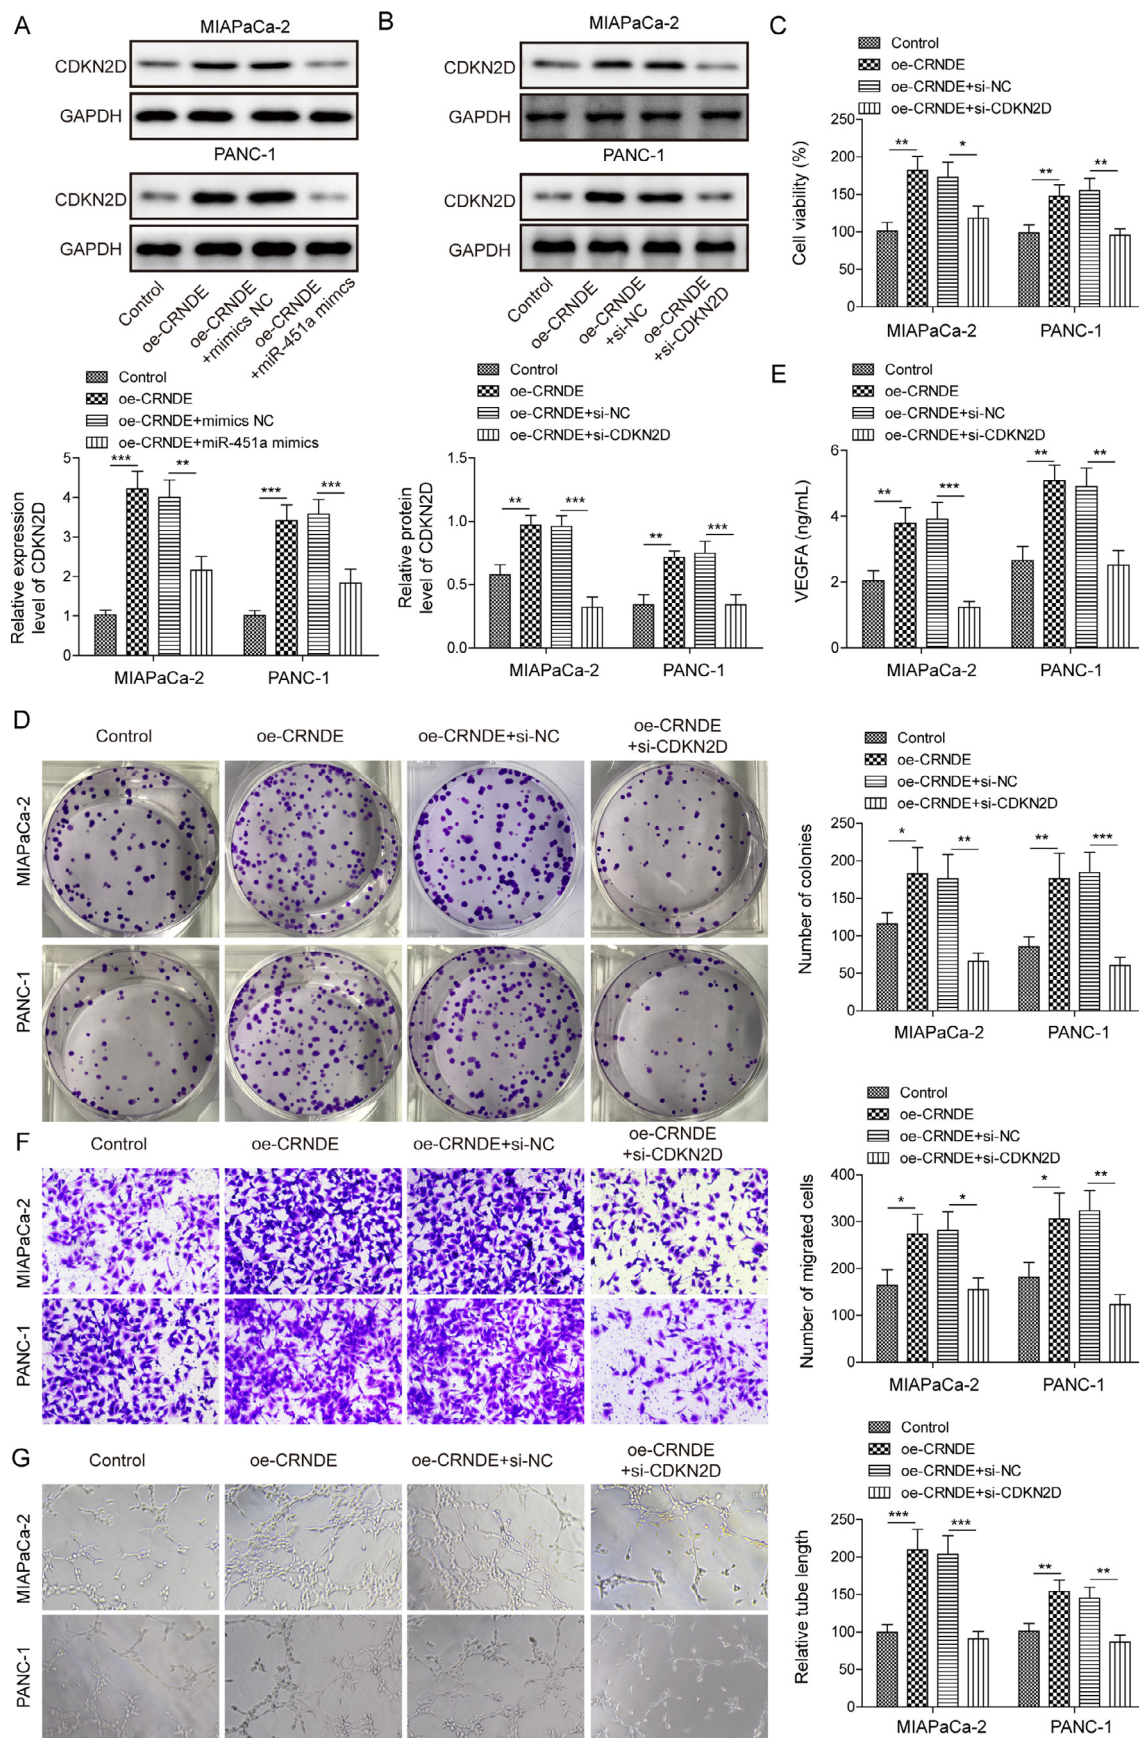 A
MIAPaCa-2
CDKN2D
GAPDH
PANC-1
CDKN2D
GAPDH
Control
oe-CRNDE
oe-CRNDE
+mimics NC
oe-CRNDE
+miR-451a mimcs
Control
oe-CRNDE
oe-CRNDE+mimics NC
oe-CRNDE+miR-451a mimics
Relative expression
level of CDKN2D
5
4
3
2
1
0
***
**
***
***
MIAPaCa-2
PANC-1
B
MIAPaCa-2
CDKN2D
GAPDH
PANC-1
CDKN2D
GAPDH
Control
oe-CRNDE
oe-CRNDE
+si-NC
oe-CRNDE
+si-CDKN2D
Control
oe-CRNDE
oe-CRNDE+si-NC
oe-CRNDE+si-CDKN2D
Relative protein
level of CDKN2D
1.5
1.0
0.5
0.0
**
***
**
***
MIAPaCa-2
PANC-1
C
Control
oe-CRNDE
oe-CRNDE+si-NC
oe-CRNDE+si-CDKN2D
Cell viability (%)
250
200
150
100
50
0
**
*
**
**
MIAPaCa-2
PANC-1
E
Control
oe-CRNDE
oe-CRNDE+si-NC
oe-CRNDE+si-CDKN2D
VEGFA (ng/mL)
6
4
2
0
**
***
**
**
MIAPaCa-2
PANC-1
D
Control
oe-CRNDE
oe-CRNDE+si-NC
oe-CRNDE
+si-CDKN2D
MIAPaCa-2
PANC-1
Control
oe-CRNDE
oe-CRNDE+si-NC
oe-CRNDE+si-CDKN2D
Number of colonies
250
200
150
100
50
0
*
**
**
***
MIAPaCa-2
PANC-1
F
Control
oe-CRNDE
oe-CRNDE+si-NC
oe-CRNDE
+si-CDKN2D
MIAPaCa-2
PANC-1
Control
oe-CRNDE
oe-CRNDE+si-NC
oe-CRNDE+si-CDKN2D
Number of migrated cells
400
300
200
100
0
*
*
*
**
MIAPaCa-2
PANC-1
G
Control
oe-CRNDE
oe-CRNDE+si-NC
oe-CRNDE
+si-CDKN2D
MIAPaCa-2
PANC-1
Control
oe-CRNDE
oe-CRNDE+si-NC
oe-CRNDE+si-CDKN2D
Relative tube length
250
200
150
100
50
0
***
***
**
**
MIAPaCa-2
PANC-1